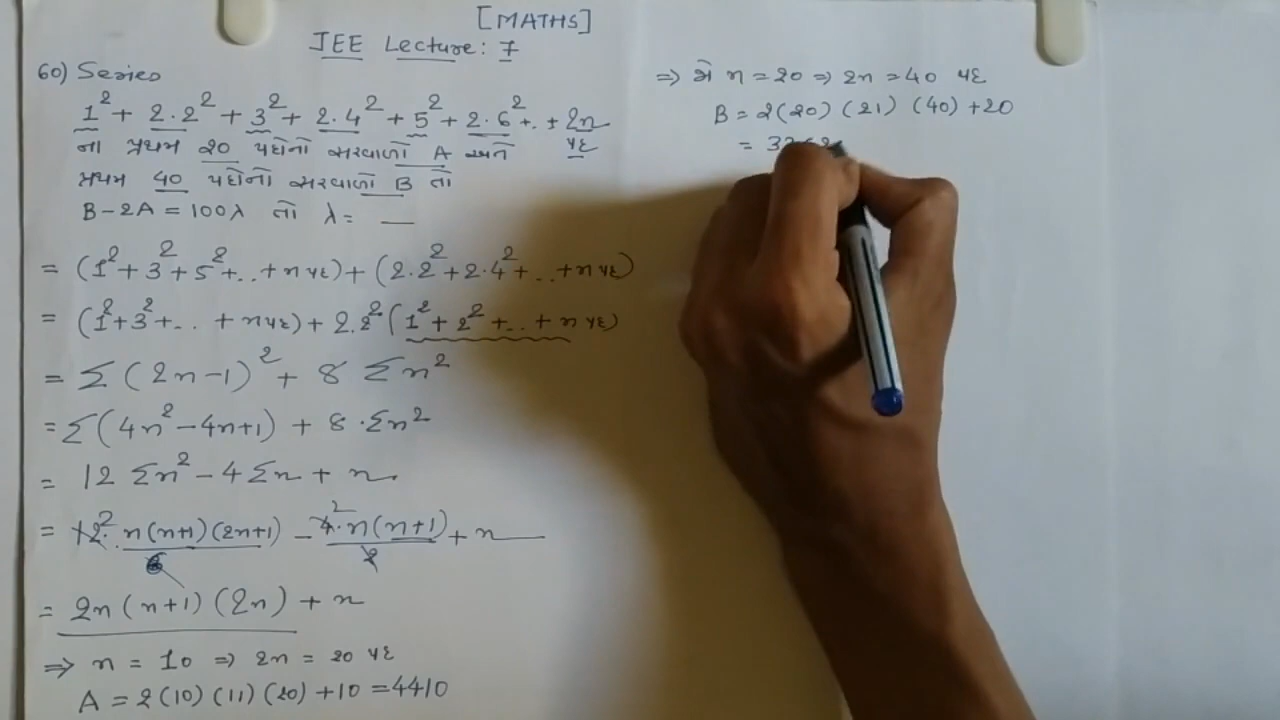 [MATHS]
JEE Lecture: 7
60) Series
1² + 2·2² + 3² + 2·4² + 5² + 2·6² + .. + 2n પદ
ના પ્રથમ 20 પદોનો સરવાળો A અને
પ્રથમ 40 પદોનો સરવાળો B તો
B-2A = 100λ તો λ = __
= (1² + 3² + 5² + .. + n પદ) + (2·2² + 2·4² + .. + n પદ)
= (1² + 3² + .. + n પદ) + 2·2² (1² + 2² + .. + n પદ)
= Σ (2n-1)² + 8 Σn²
= Σ(4n² - 4n+1) + 8·Σn²
= 12 Σn² - 4Σn + n
= 12·² n(n+1)(2n+1)/6 - 4·² n(n+1)/2 + n
= 2n (n+1) (2n) + n
⇒ n = 10 ⇒ 2n = 20 પદ
A = 2(10) (11) (20) + 10 = 4410
⇒ જો n = 20 ⇒ 2n = 40 પદ
B = 2(20) (21) (40) + 20
=